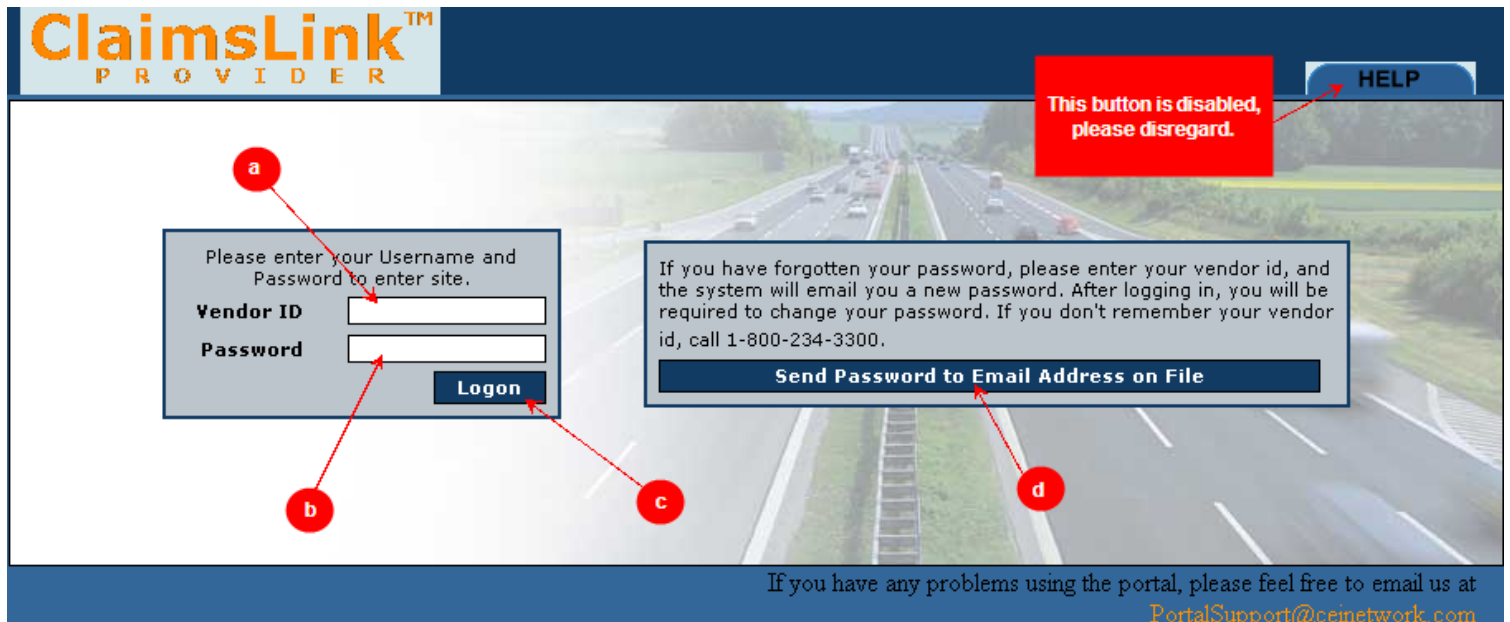 ClaimsLink™
PROVIDER
HELP
This button is disabled,
please disregard.
a
Please enter your Username and
Password to enter site.
Vendor ID
Password
Logon
If you have forgotten your password, please enter your vendor id, and
the system will email you a new password. After logging in, you will be
required to change your password. If you don't remember your vendor
id, call 1-800-234-3300.
Send Password to Email Address on File
b
c
d
If you have any problems using the portal, please feel free to email us at
PortalSupport@ceinetwork.com